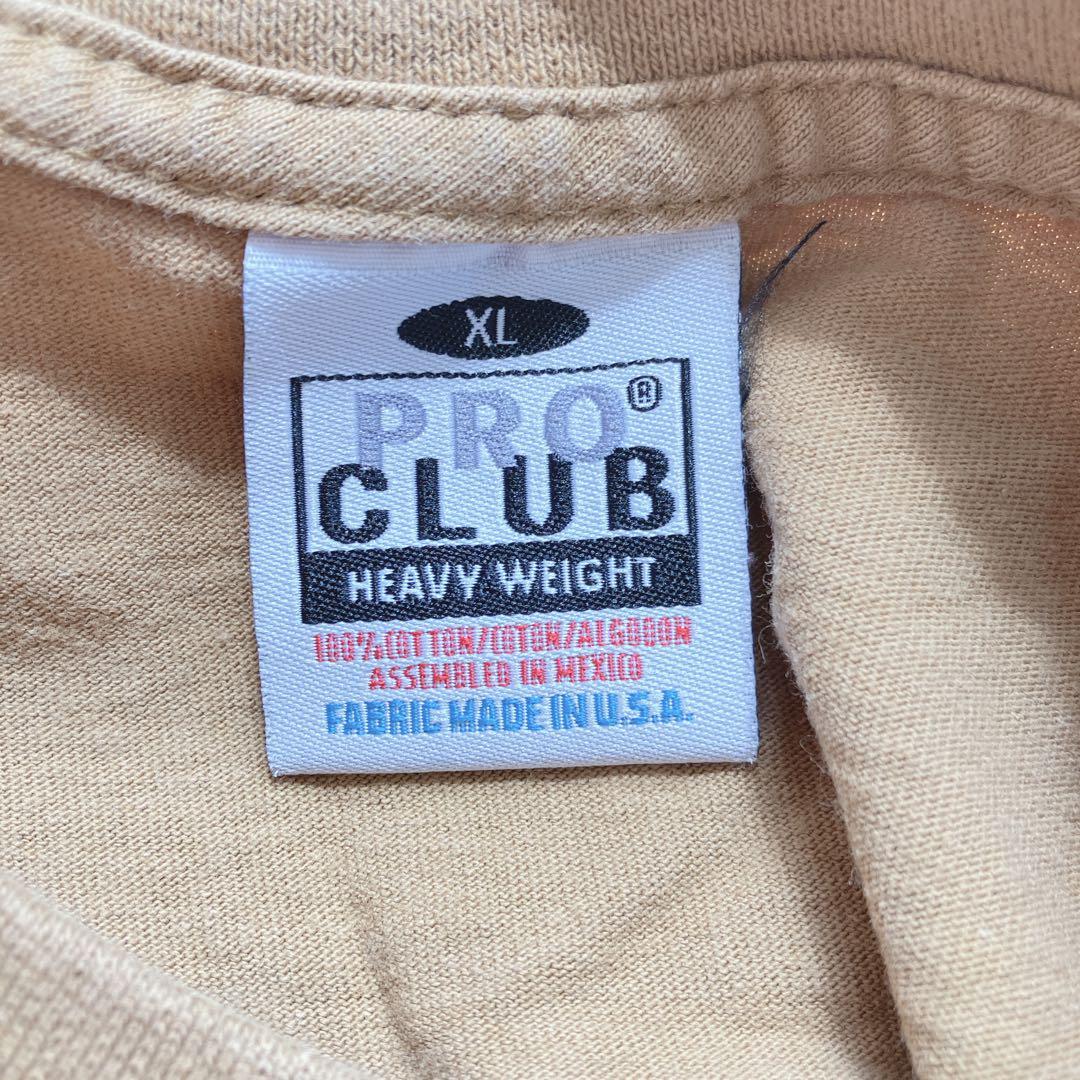 XL
PRO®
CLUB
HEAVY WEIGHT
100% COTTON/COTON/ALGODON
ASSEMBLED IN MEXICO
FABRIC MADE IN U.S.A.